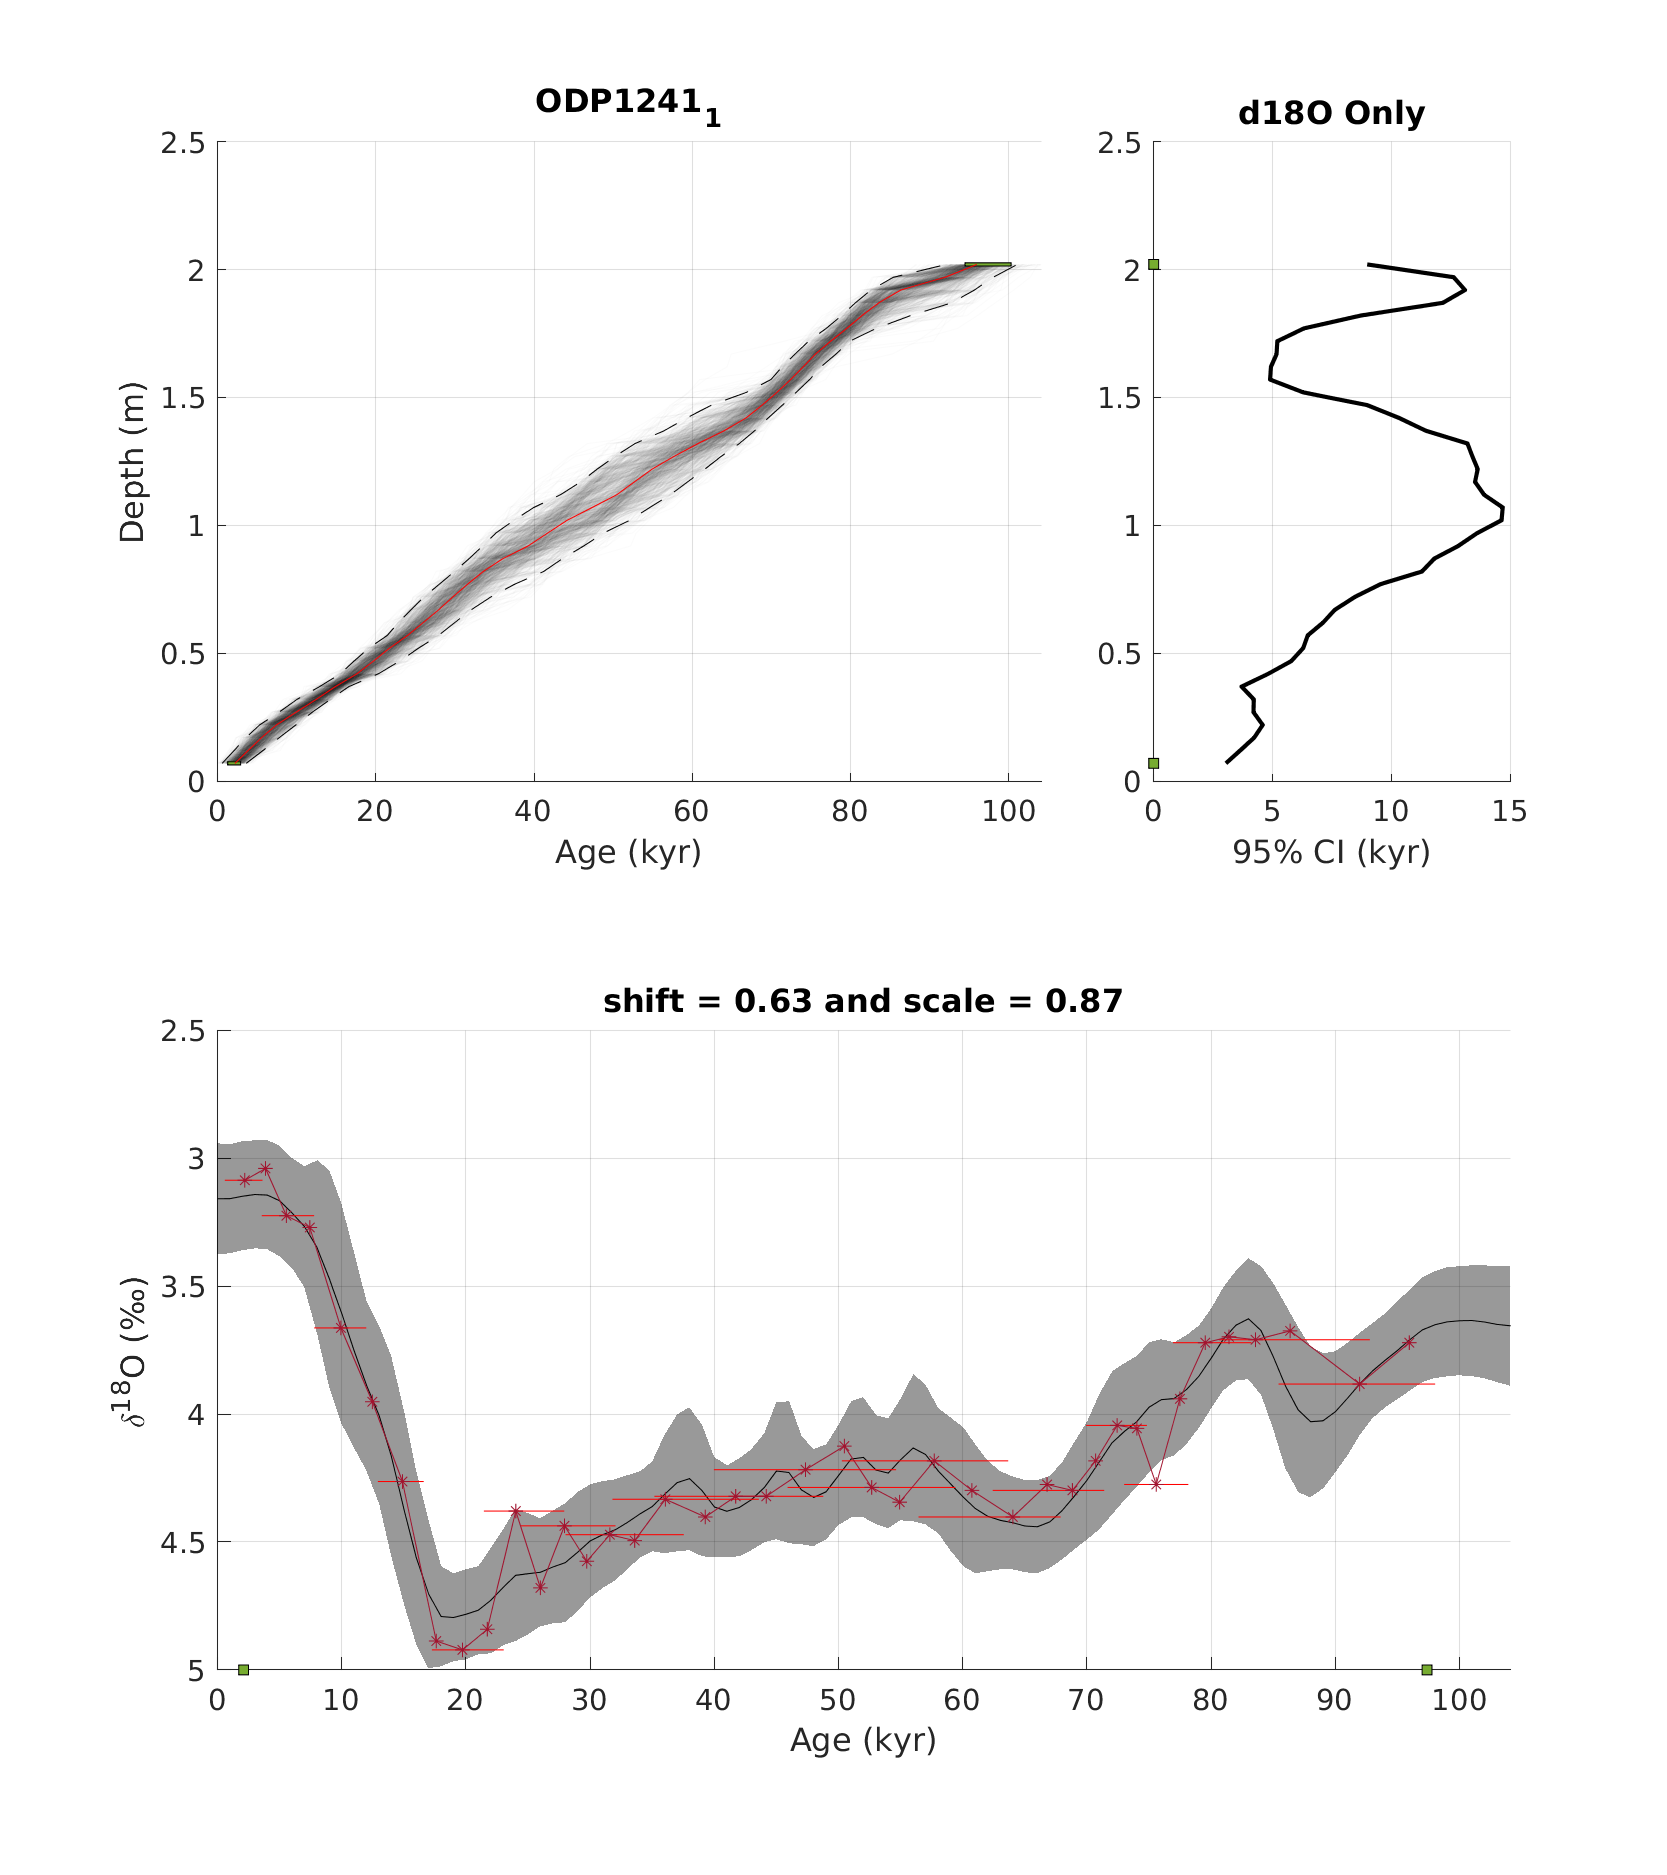 ODP1241₁
2.5
2
1.5
1
0.5
0
Depth (m)
0 20 40 60 80 100
Age (kyr)
d18O Only
2.5
2
1.5
1
0.5
0
0 5 10 15
95% CI (kyr)
shift = 0.63 and scale = 0.87
2.5
3
3.5
4
4.5
5
δ¹⁸O (‰)
0 10 20 30 40 50 60 70 80 90 100
Age (kyr)